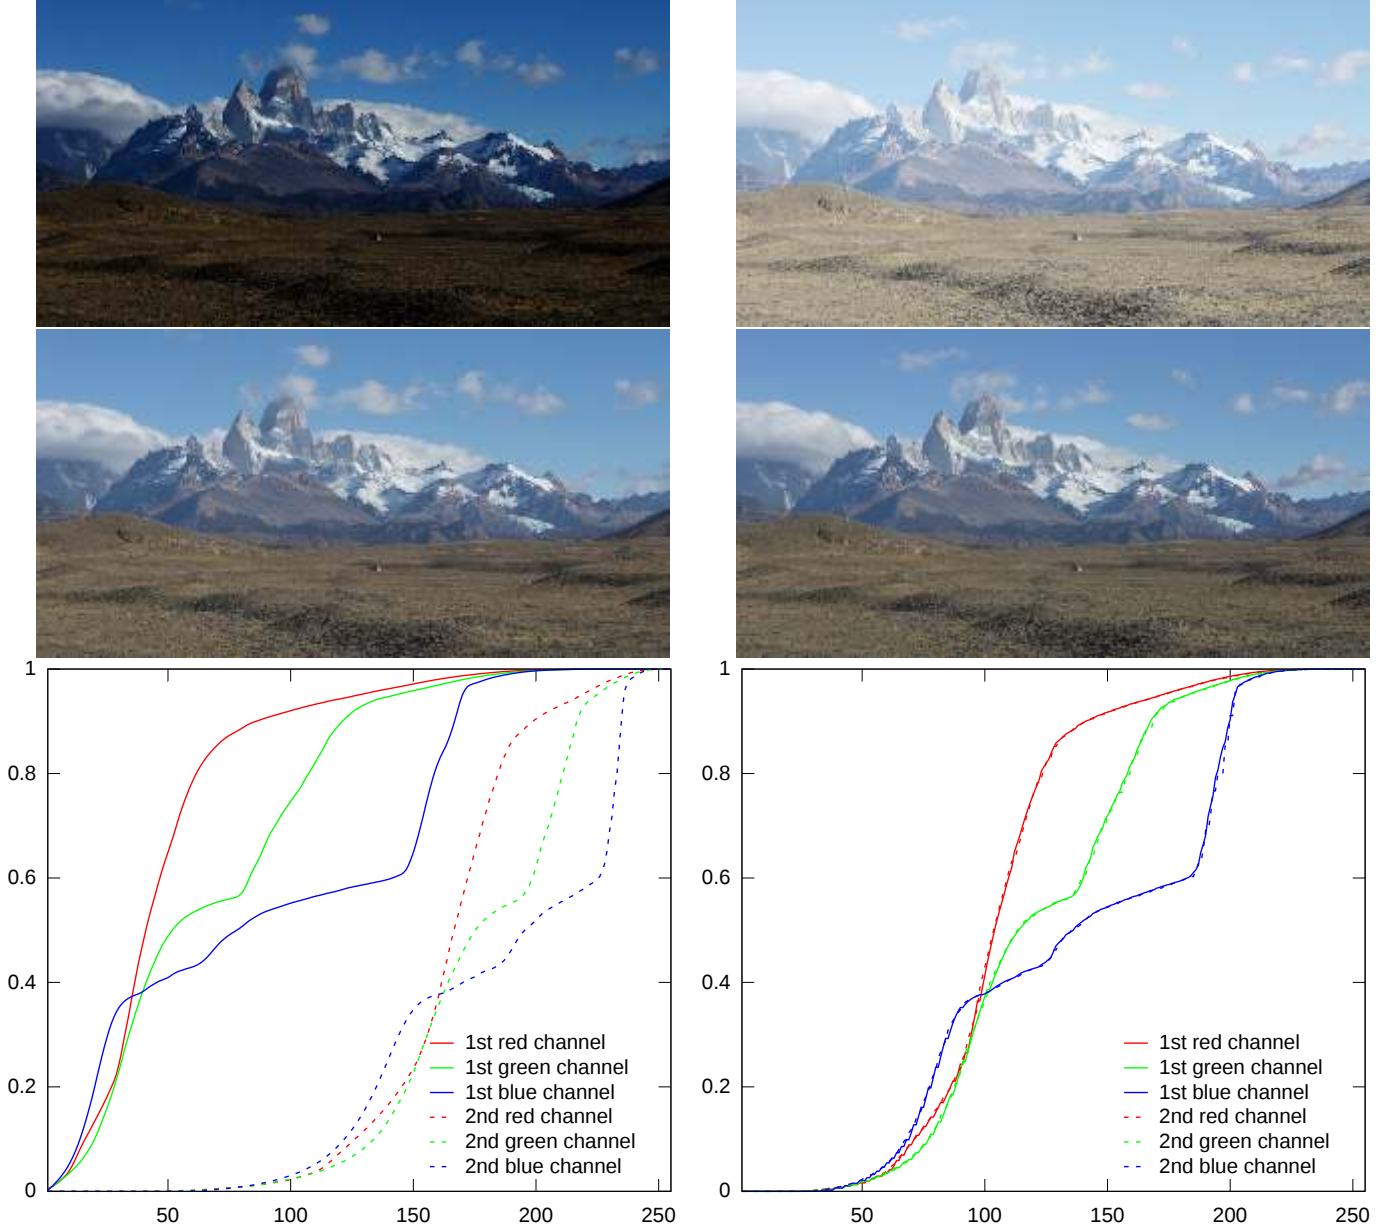 1
0.8
0.6
0.4
0.2
0
50
100
150
200
250
1st red channel
1st green channel
1st blue channel
2nd red channel
2nd green channel
2nd blue channel
1
0.8
0.6
0.4
0.2
0
50
100
150
200
250
1st red channel
1st green channel
1st blue channel
2nd red channel
2nd green channel
2nd blue channel